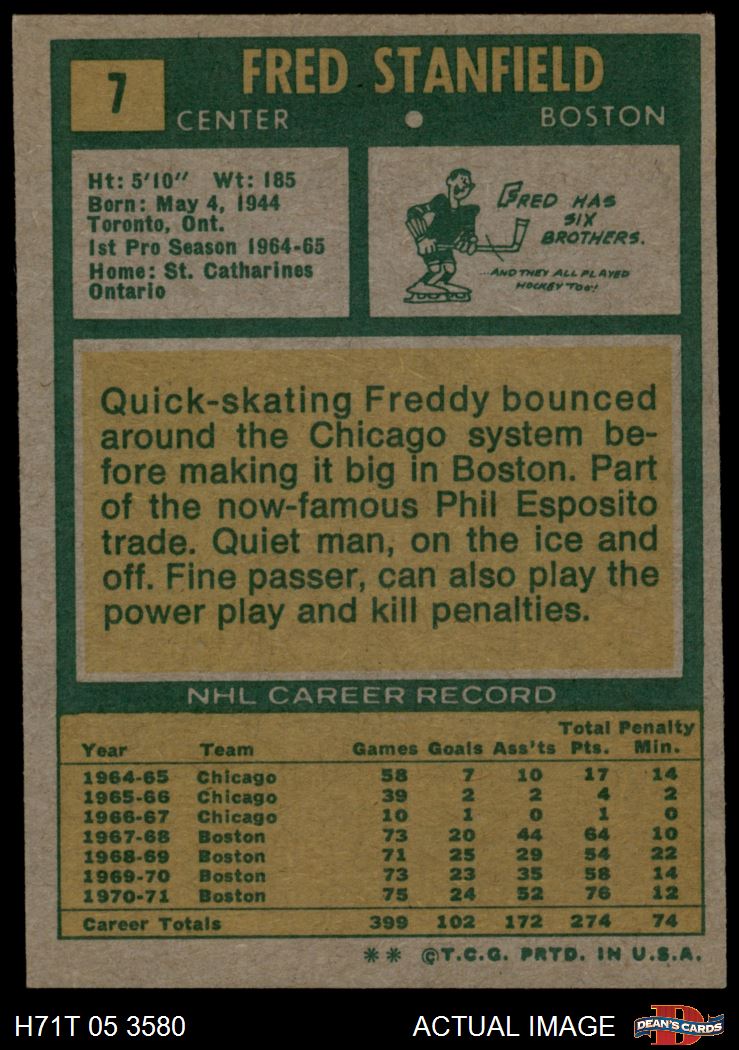 7
FRED STANFIELD
CENTER • BOSTON
Ht: 5'10" Wt: 185
Born: May 4, 1944
Toronto, Ont.
1st Pro Season 1964-65
Home: St. Catharines
Ontario
FRED HAS
SIX
BROTHERS.
...AND THEY ALL PLAYED
HOCKEY TOO!
Quick-skating Freddy bounced
around the Chicago system be-
fore making it big in Boston. Part
of the now-famous Phil Esposito
trade. Quiet man, on the ice and
off. Fine passer, can also play the
power play and kill penalties.
NHL CAREER RECORD
Total Penalty
Year Team Games Goals Ass'ts Pts. Min.
1964-65 Chicago 58 7 10 17 14
1965-66 Chicago 39 2 2 4 2
1966-67 Chicago 10 1 0 1 0
1967-68 Boston 73 20 44 64 10
1968-69 Boston 71 25 29 54 22
1969-70 Boston 73 23 35 58 14
1970-71 Boston 75 24 52 76 12
Career Totals 399 102 172 274 74
** ©T.C.G. PRTD. IN U.S.A.
H71T 05 3580 ACTUAL IMAGE DEAN'S CARDS